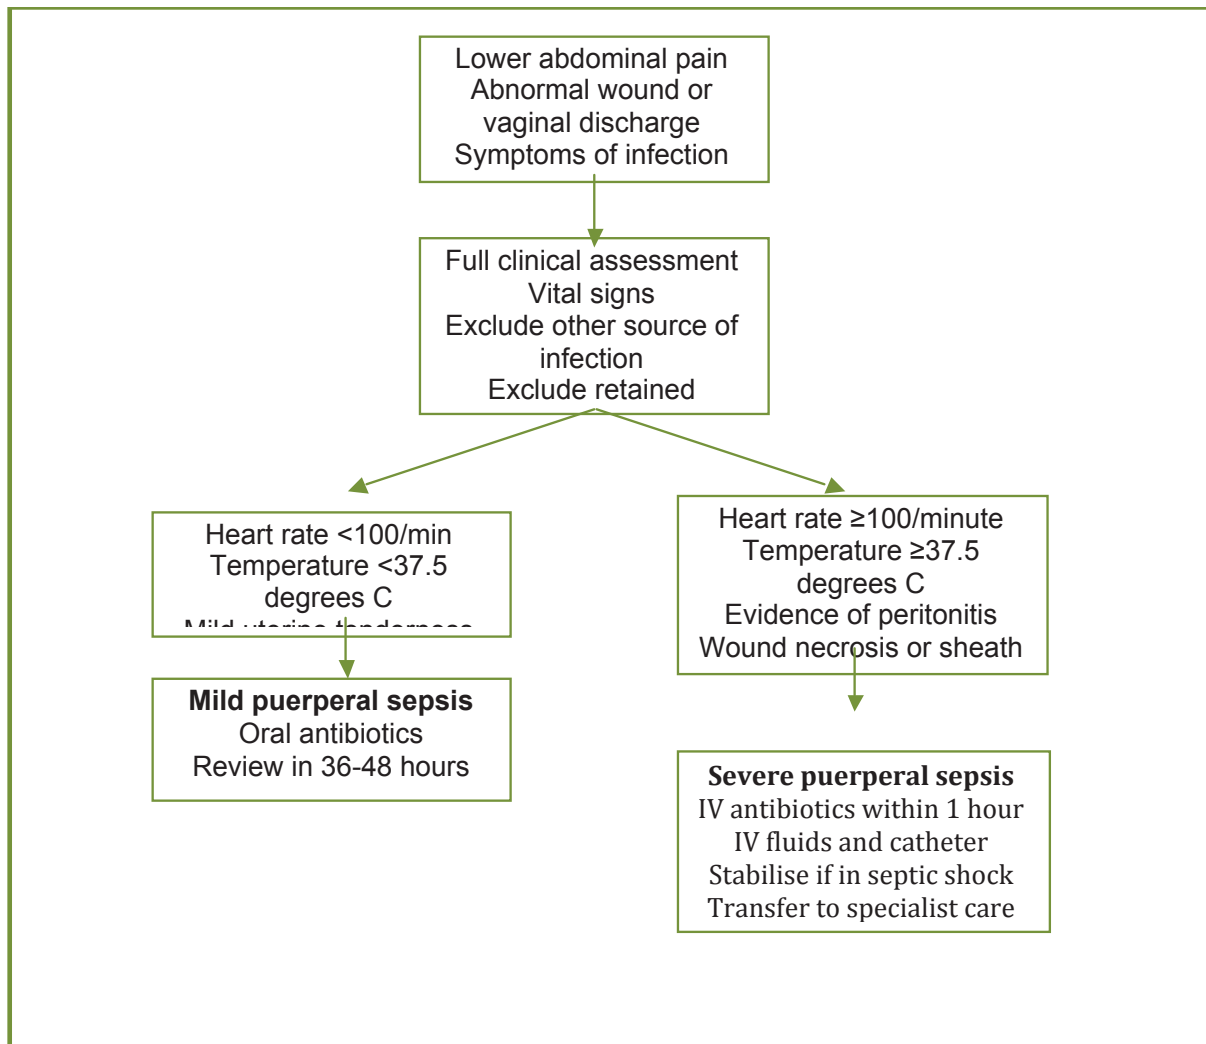 Lower abdominal pain
Abnormal wound or
vaginal discharge
Symptoms of infection
Full clinical assessment
Vital signs
Exclude other source of
infection
Exclude retained
Heart rate <100/min
Temperature <37.5
degrees C
Mild uterine tenderness
Mild puerperal sepsis
Oral antibiotics
Review in 36-48 hours
Heart rate ≥100/minute
Temperature ≥37.5
degrees C
Evidence of peritonitis
Wound necrosis or sheath
Severe puerperal sepsis
IV antibiotics within 1 hour
IV fluids and catheter
Stabilise if in septic shock
Transfer to specialist care